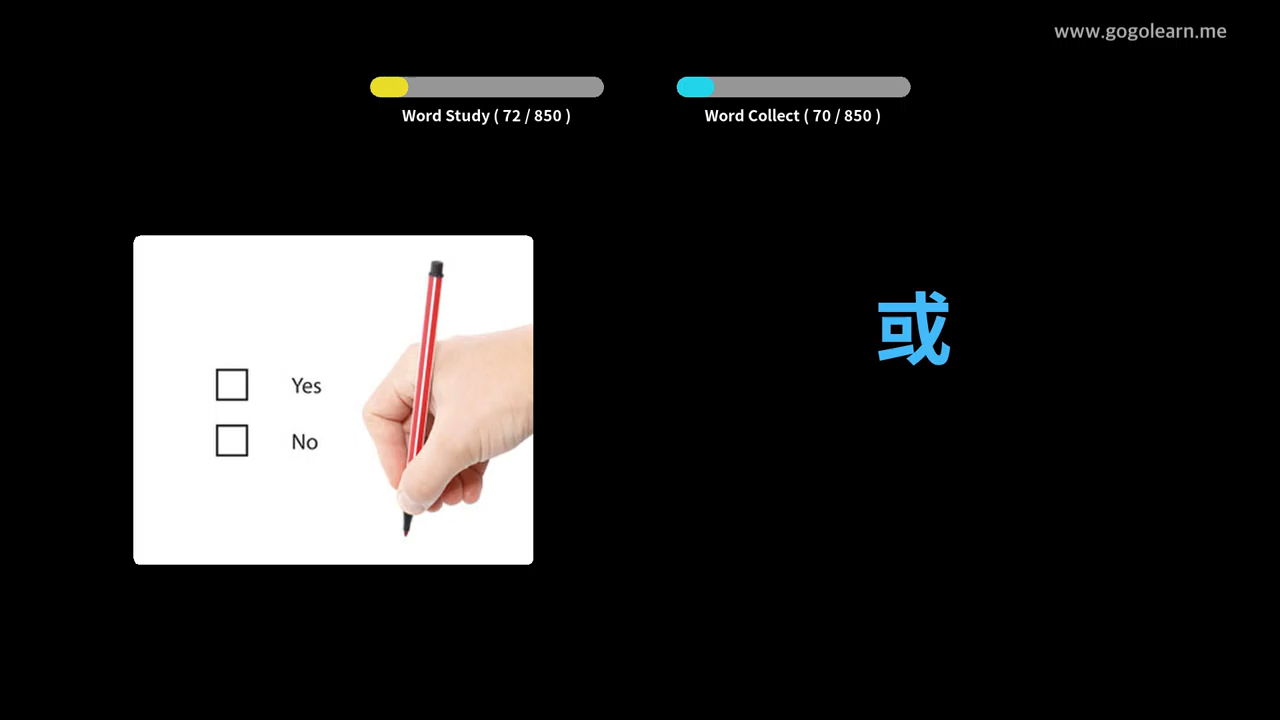 www.gogolearn.me
Word Study ( 72 / 850 )
Word Collect ( 70 / 850 )
或
Yes
No